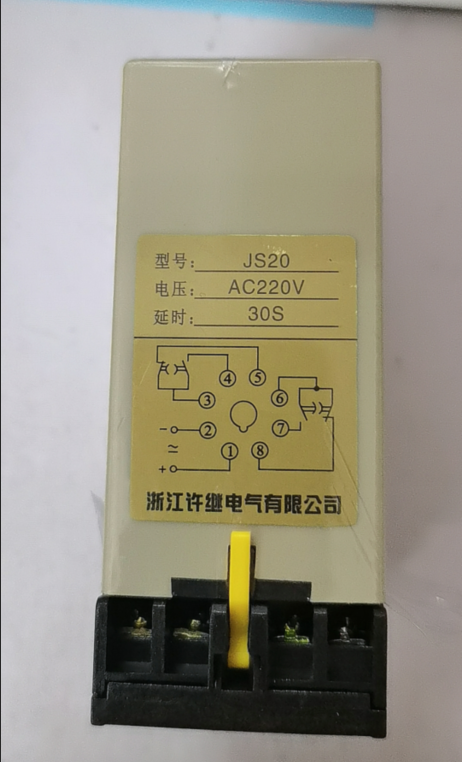 型号: JS20
电压: AC220V
延时: 30S
④ ⑤
③ ⑥
- ② ⑦
≃
+ ① ⑧
浙江许继电气有限公司